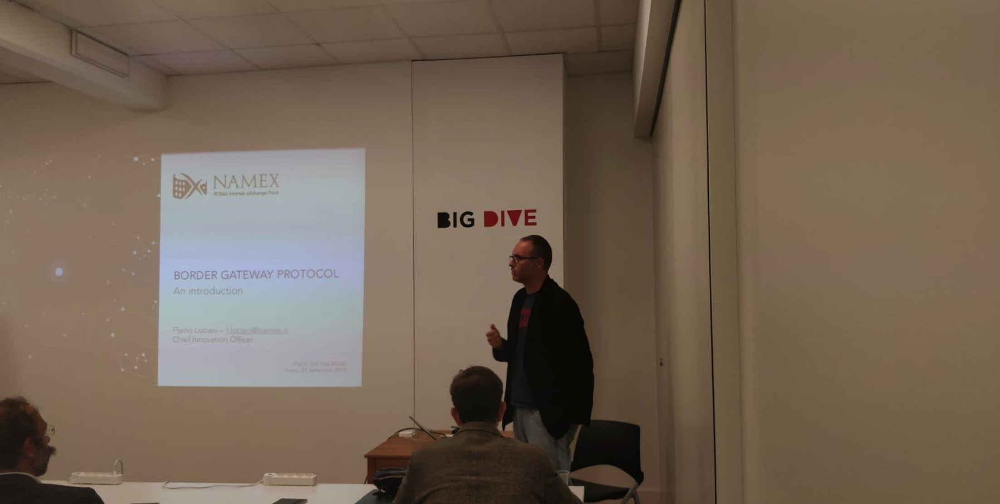 NAMEX
ROMA Internet eXchange Point
BIG DIVE
BORDER GATEWAY PROTOCOL
An introduction
Flavio Luciani – f.luciani@namex.it
Chief Innovation Officer